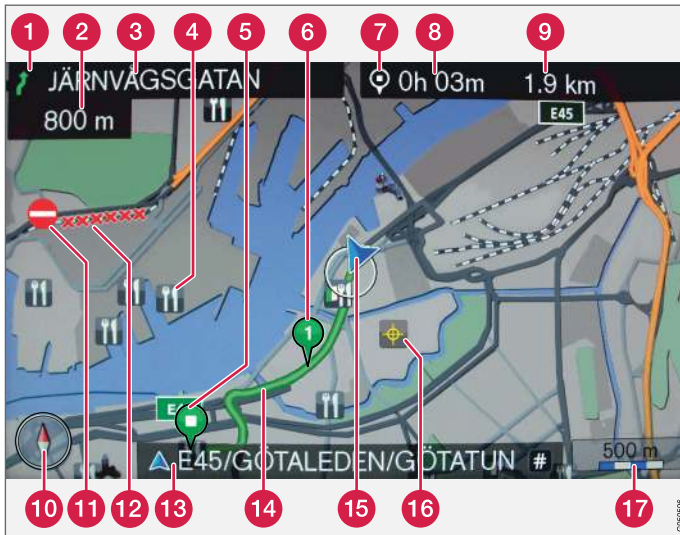 1 2 3 4 5 6 7 8 9
JÄRNVÅGSGATAN
800 m
0h 03m 1.9 km
E45
1
E
E45/GÖTALEDEN/GÖTATUN #
500 m
10 11 12 13 14 15 16 17